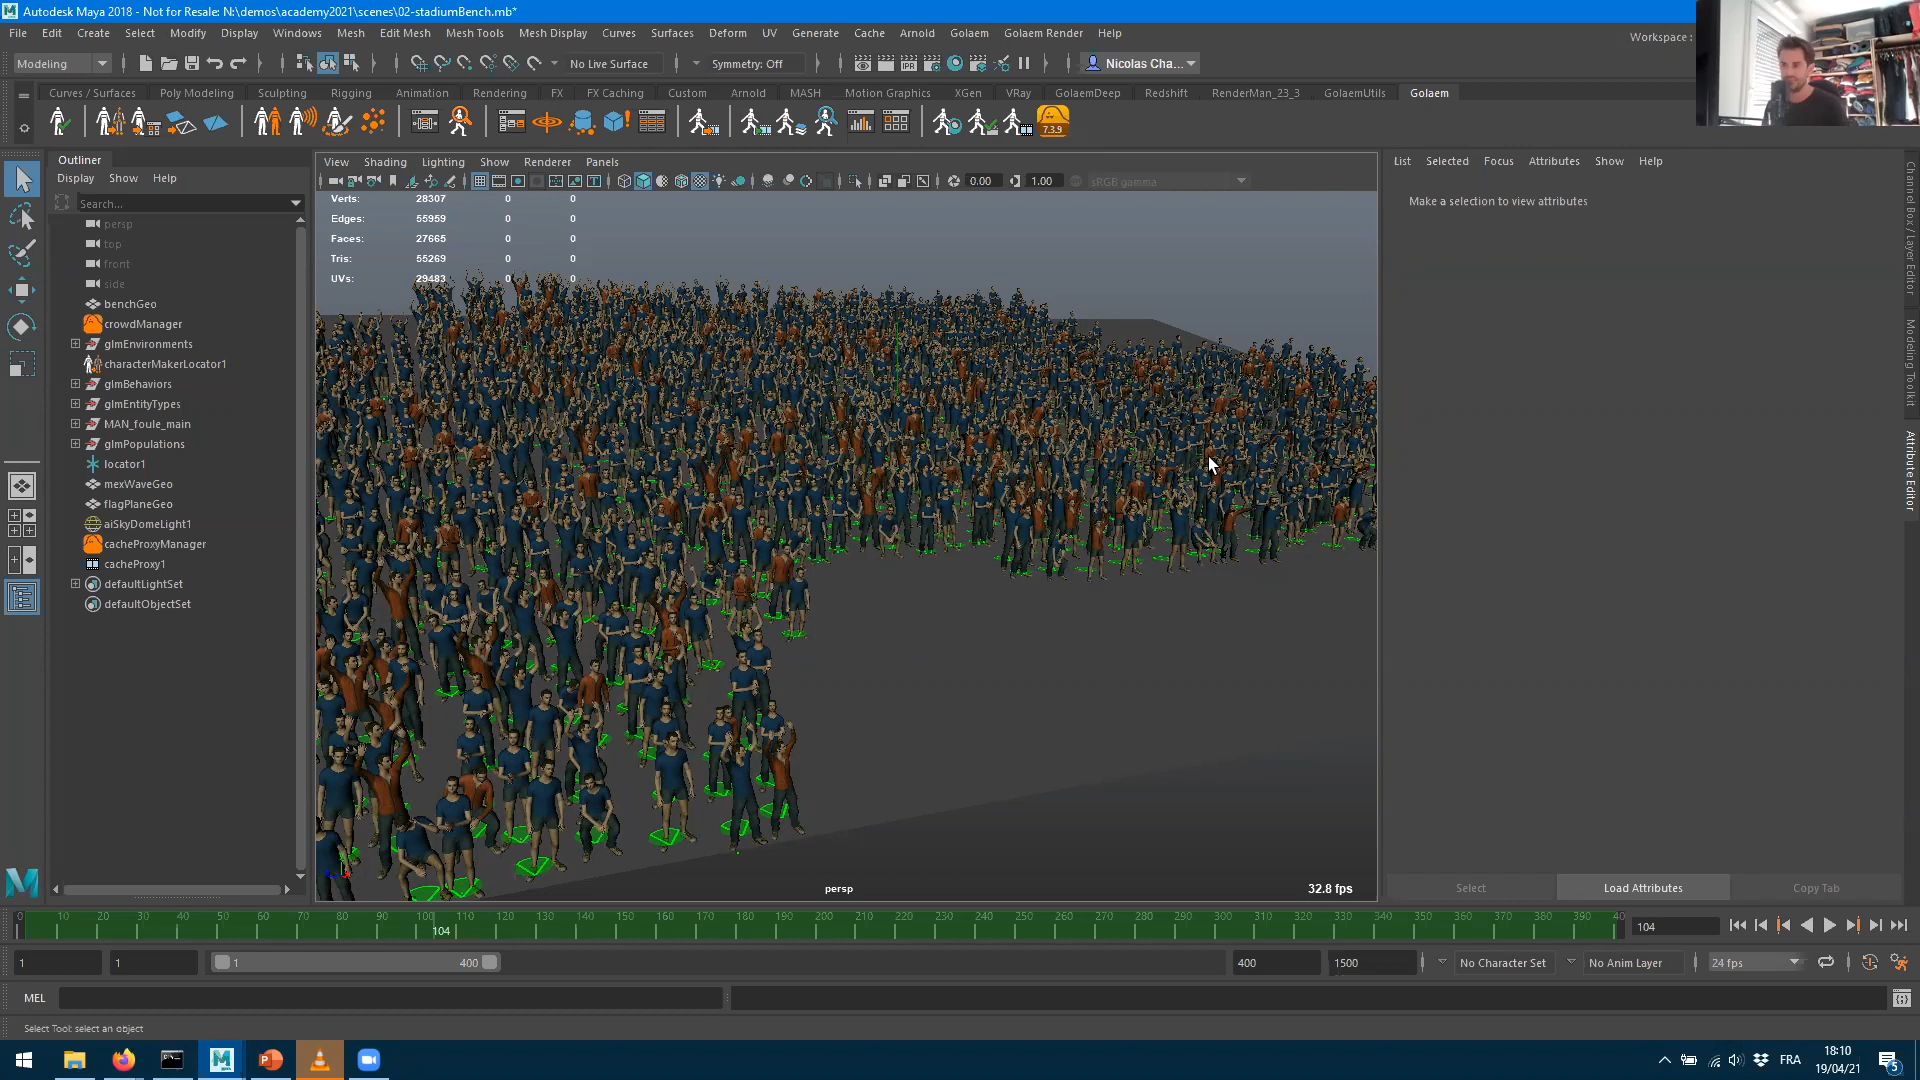 Autodesk Maya 2018 - Not for Resale: N:\demos\academy2021\scenes\02-stadiumBench.mb*
File Edit Create Select Modify Display Windows Mesh Edit Mesh Mesh Tools Mesh Display Curves Surfaces Deform UV Generate Cache Arnold Golaem Golaem Render Help
Workspace :
Modeling No Live Surface Symmetry: Off Nicolas Cha...
Curves / Surfaces Poly Modeling Sculpting Rigging Animation Rendering FX FX Caching Custom Arnold MASH Motion Graphics XGen VRay GolaemDeep Redshift RenderMan_23_3 GolaemUtils Golaem
7.3.9
Outliner
Display Show Help
Search...
persp
top
front
side
benchGeo
crowdManager
glmEnvironments
characterMakerLocator1
glmBehaviors
glmEntityTypes
MAN_foule_main
glmPopulations
locator1
mexWaveGeo
flagPlaneGeo
aiSkyDomeLight1
cacheProxyManager
cacheProxy1
defaultLightSet
defaultObjectSet
View Shading Lighting Show Renderer Panels
0.00 1.00 sRGB gamma
Verts: 28307 0 0
Edges: 55959 0 0
Faces: 27665 0 0
Tris: 55269 0 0
UVs: 29483 0 0
persp
32.8 fps
List Selected Focus Attributes Show Help
Make a selection to view attributes
Select Load Attributes Copy Tab
Channel Box / Layer Editor
Modeling Toolkit
Attribute Editor
0 10 20 30 40 50 60 70 80 90 100 110 120 130 140 150 160 170 180 190 200 210 220 230 240 250 260 270 280 290 300 310 320 330 340 350 360 370 380 390 40
104
104
1 1 1 400 400 1500 No Character Set No Anim Layer 24 fps
MEL
Select Tool: select an object
FRA
18:10
19/04/21
5